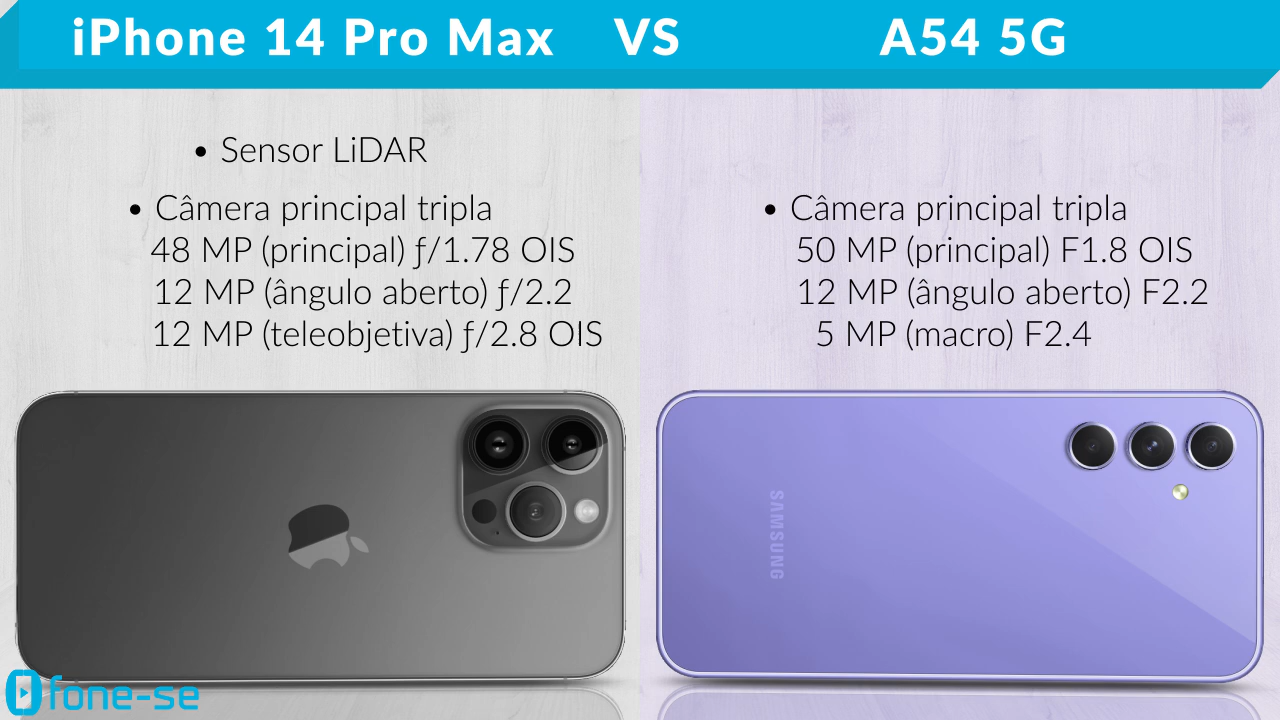 iPhone 14 Pro Max VS A54 5G
• Sensor LiDAR
• Câmera principal tripla
48 MP (principal) ƒ/1.78 OIS
12 MP (ângulo aberto) ƒ/2.2
12 MP (teleobjetiva) ƒ/2.8 OIS
• Câmera principal tripla
50 MP (principal) F1.8 OIS
12 MP (ângulo aberto) F2.2
5 MP (macro) F2.4
SAMSUNG
fone-se